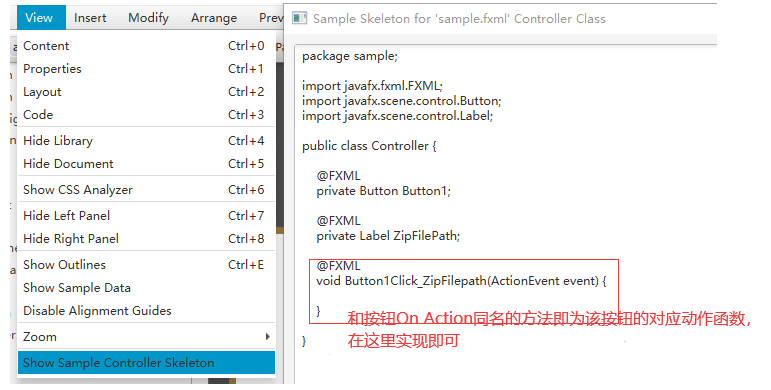 View Insert Modify Arrange Prev
Content Ctrl+0
Properties Ctrl+1
Layout Ctrl+2
Code Ctrl+3
Hide Library Ctrl+4
Hide Document Ctrl+5
Show CSS Analyzer Ctrl+6
Hide Left Panel Ctrl+7
Hide Right Panel Ctrl+8
Show Outlines Ctrl+E
Show Sample Data
Disable Alignment Guides
Zoom
Show Sample Controller Skeleton
Sample Skeleton for 'sample.fxml' Controller Class
package sample;
import javafx.fxml.FXML;
import javafx.scene.control.Button;
import javafx.scene.control.Label;
public class Controller {
@FXML
private Button Button1;
@FXML
private Label ZipFilePath;
@FXML
void Button1Click_ZipFilepath(ActionEvent event) {
}
和按钮On Action同名的方法即为该按钮的对应动作函数，
在这里实现即可
}